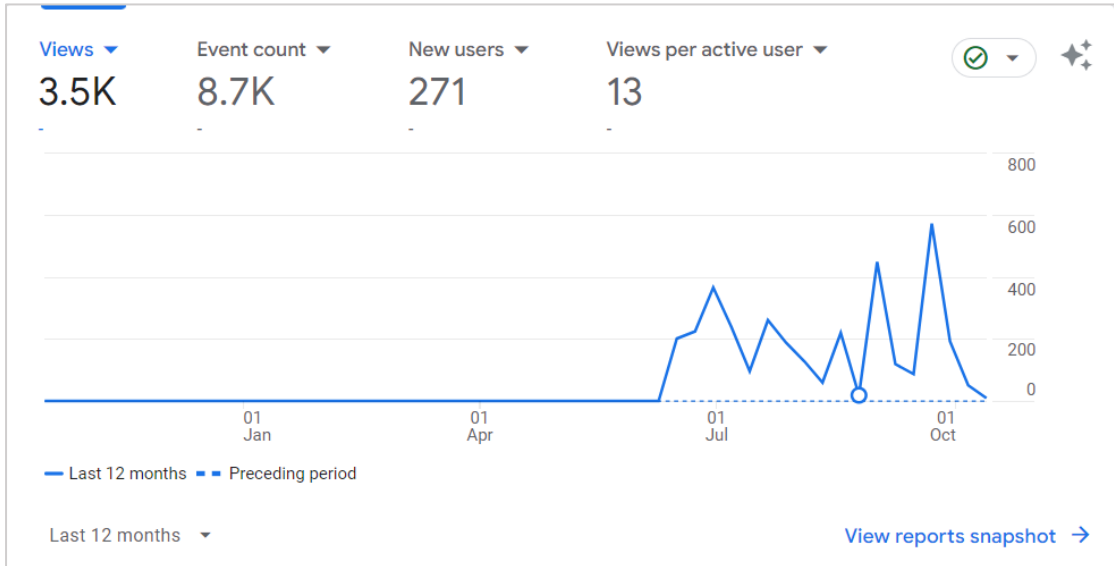 Views Event count New users Views per active user
3.5K 8.7K 271 13
- - - -
800
600
400
200
0
01 01 01 01
Jan Apr Jul Oct
Last 12 months Preceding period
Last 12 months View reports snapshot